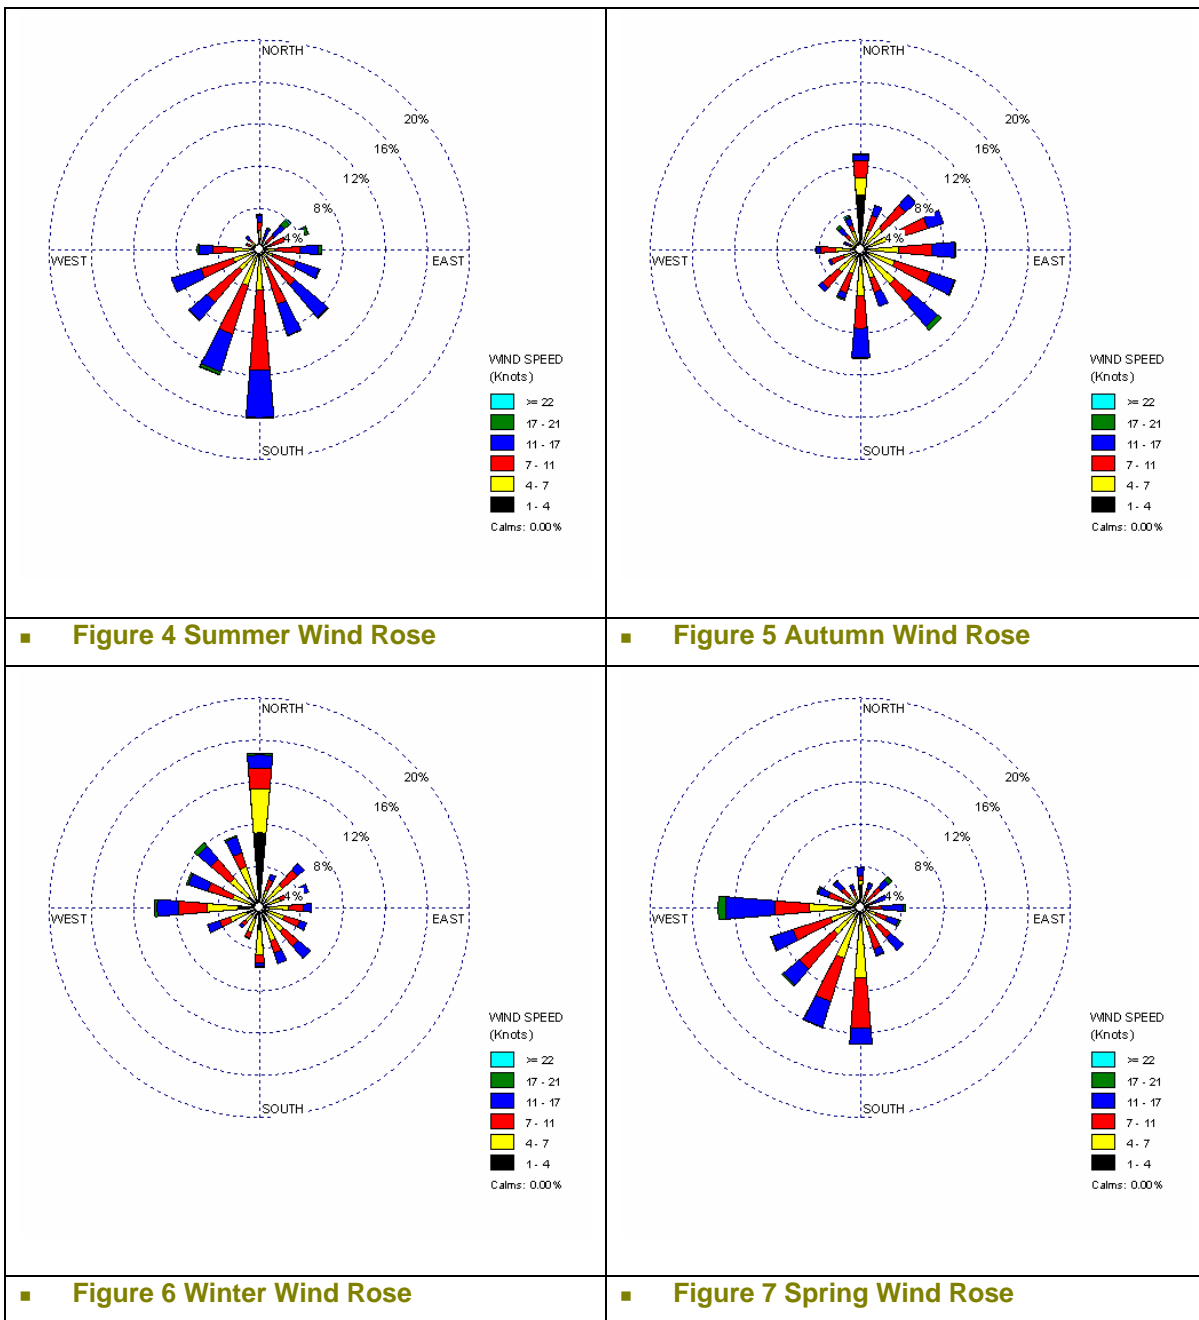 NORTH
20%
16%
12%
8%
4%
WEST
EAST
SOUTH
WIND SPEED
(Knots)
>= 22
17 - 21
11 - 17
7 - 11
4 - 7
1 - 4
Calms: 0.00%
NORTH
20%
16%
12%
8%
4%
WEST
EAST
SOUTH
WIND SPEED
(Knots)
>= 22
17 - 21
11 - 17
7 - 11
4 - 7
1 - 4
Calms: 0.00%
▪ Figure 4 Summer Wind Rose
▪ Figure 5 Autumn Wind Rose
NORTH
20%
16%
12%
8%
4%
WEST
EAST
SOUTH
WIND SPEED
(Knots)
>= 22
17 - 21
11 - 17
7 - 11
4 - 7
1 - 4
Calms: 0.00%
NORTH
20%
16%
12%
8%
4%
WEST
EAST
SOUTH
WIND SPEED
(Knots)
>= 22
17 - 21
11 - 17
7 - 11
4 - 7
1 - 4
Calms: 0.00%
▪ Figure 6 Winter Wind Rose
▪ Figure 7 Spring Wind Rose